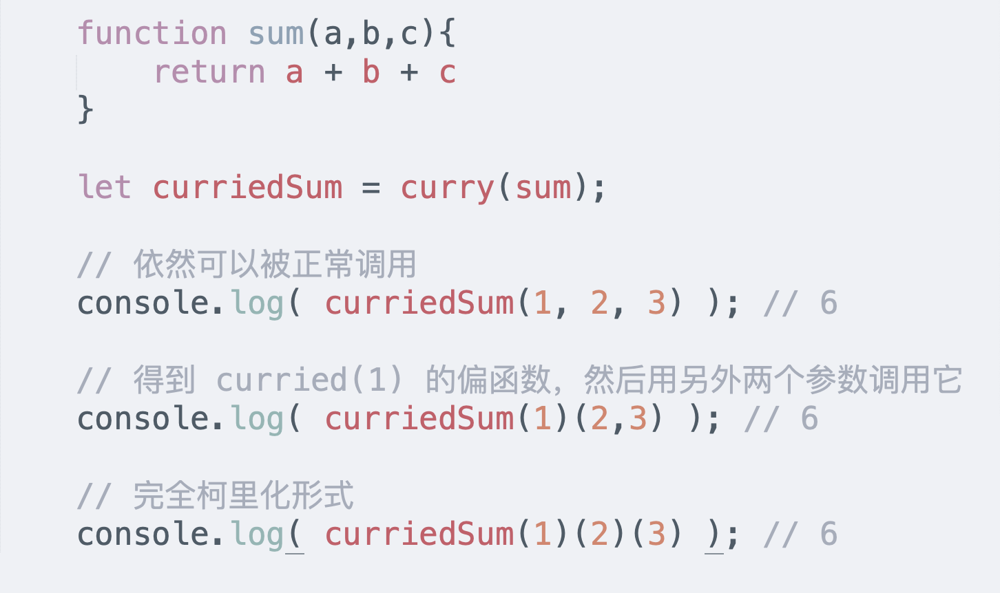 function sum(a,b,c){
    return a + b + c
}
let curriedSum = curry(sum);
// 依然可以被正常调用
console.log( curriedSum(1, 2, 3) ); // 6
// 得到 curried(1) 的偏函数，然后用另外两个参数调用它
console.log( curriedSum(1)(2,3) ); // 6
// 完全柯里化形式
console.log( curriedSum(1)(2)(3) ); // 6